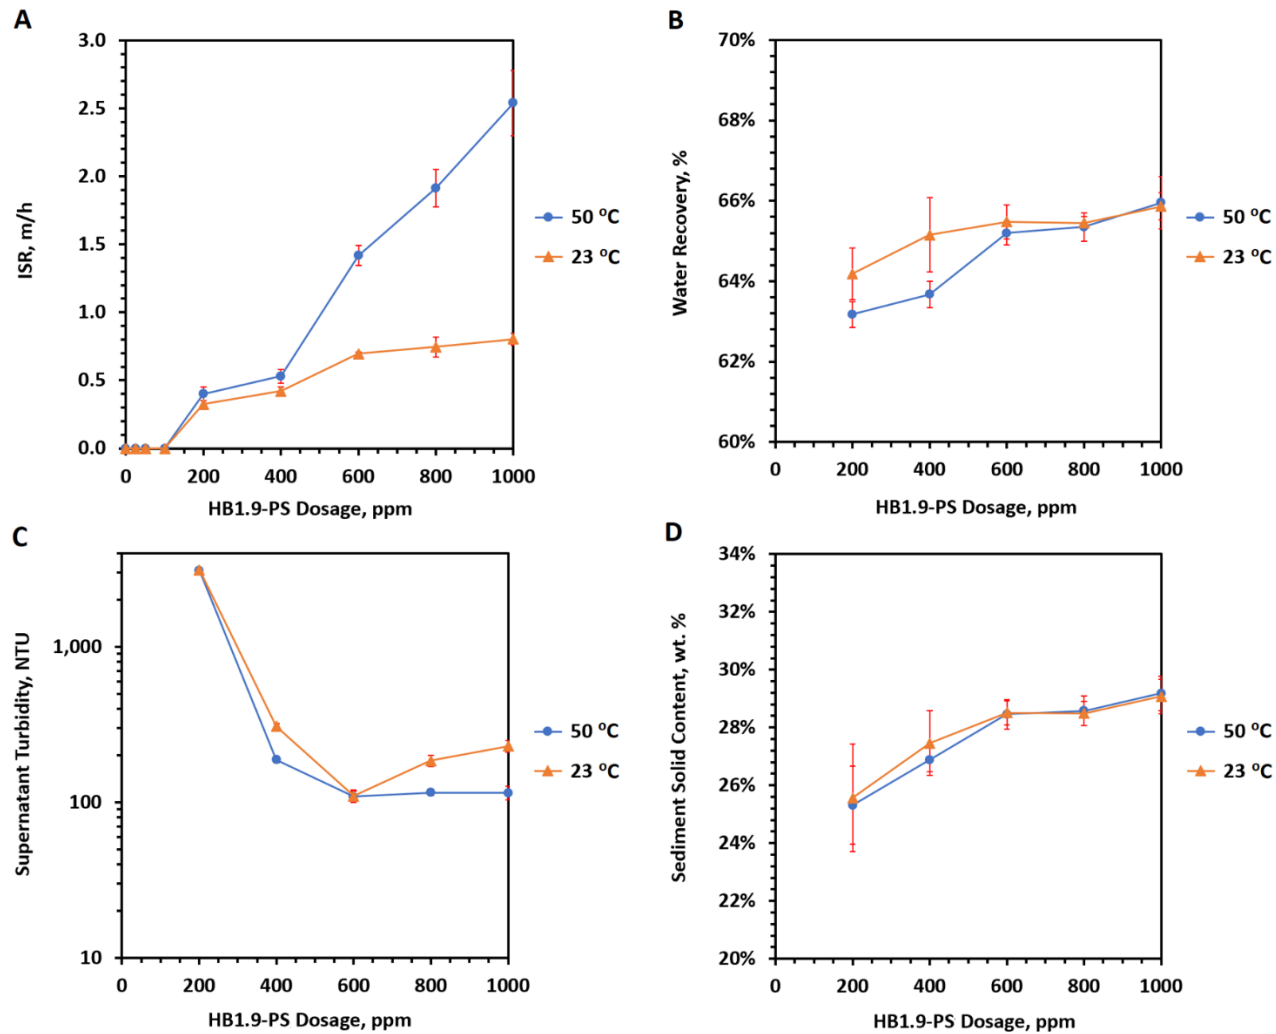 A
3.0
2.5
2.0
1.5
1.0
0.5
0.0
ISR, m/h
0 200 400 600 800 1000
HB1.9-PS Dosage, ppm
50 °C
23 °C
B
70%
68%
66%
64%
62%
60%
Water Recovery, %
0 200 400 600 800 1000
HB1.9-PS Dosage, ppm
50 °C
23 °C
C
1,000
100
10
Supernatant Turbidity, NTU
0 200 400 600 800 1000
HB1.9-PS Dosage, ppm
50 °C
23 °C
D
34%
32%
30%
28%
26%
24%
22%
20%
Sediment Solid Content, wt. %
0 200 400 600 800 1000
HB1.9-PS Dosage, ppm
50 °C
23 °C